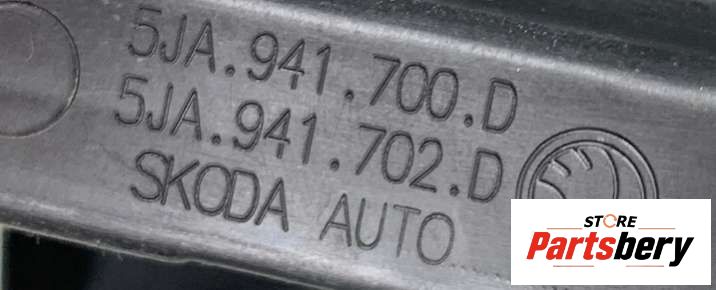 5JA.941.700.D
5JA.941.702.D
SKODA AUTO
STORE
Partsbery